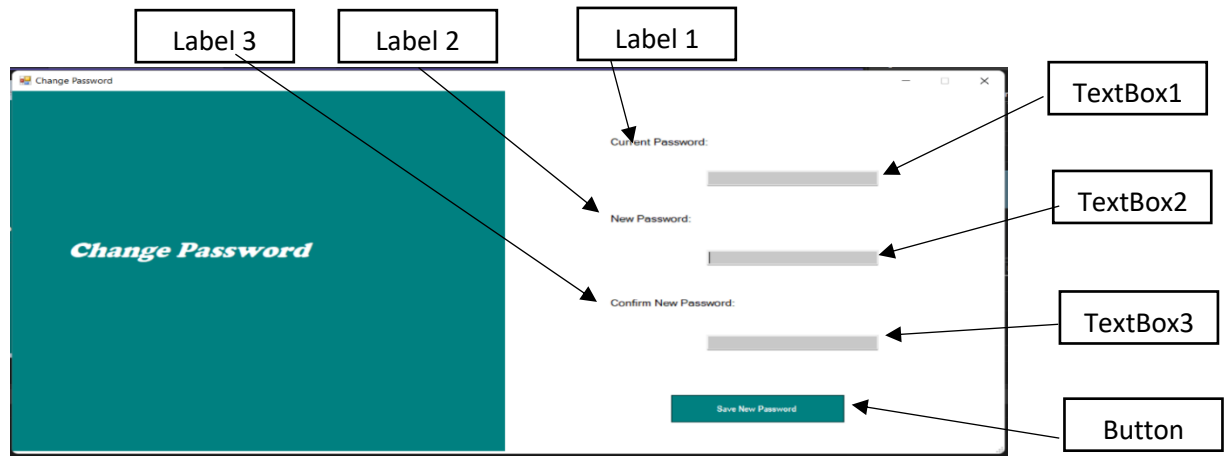 Label 3
Label 2
Label 1
Change Password
TextBox1
Current Password:
TextBox2
New Password:
Change Password
Confirm New Password:
TextBox3
Save New Password
Button